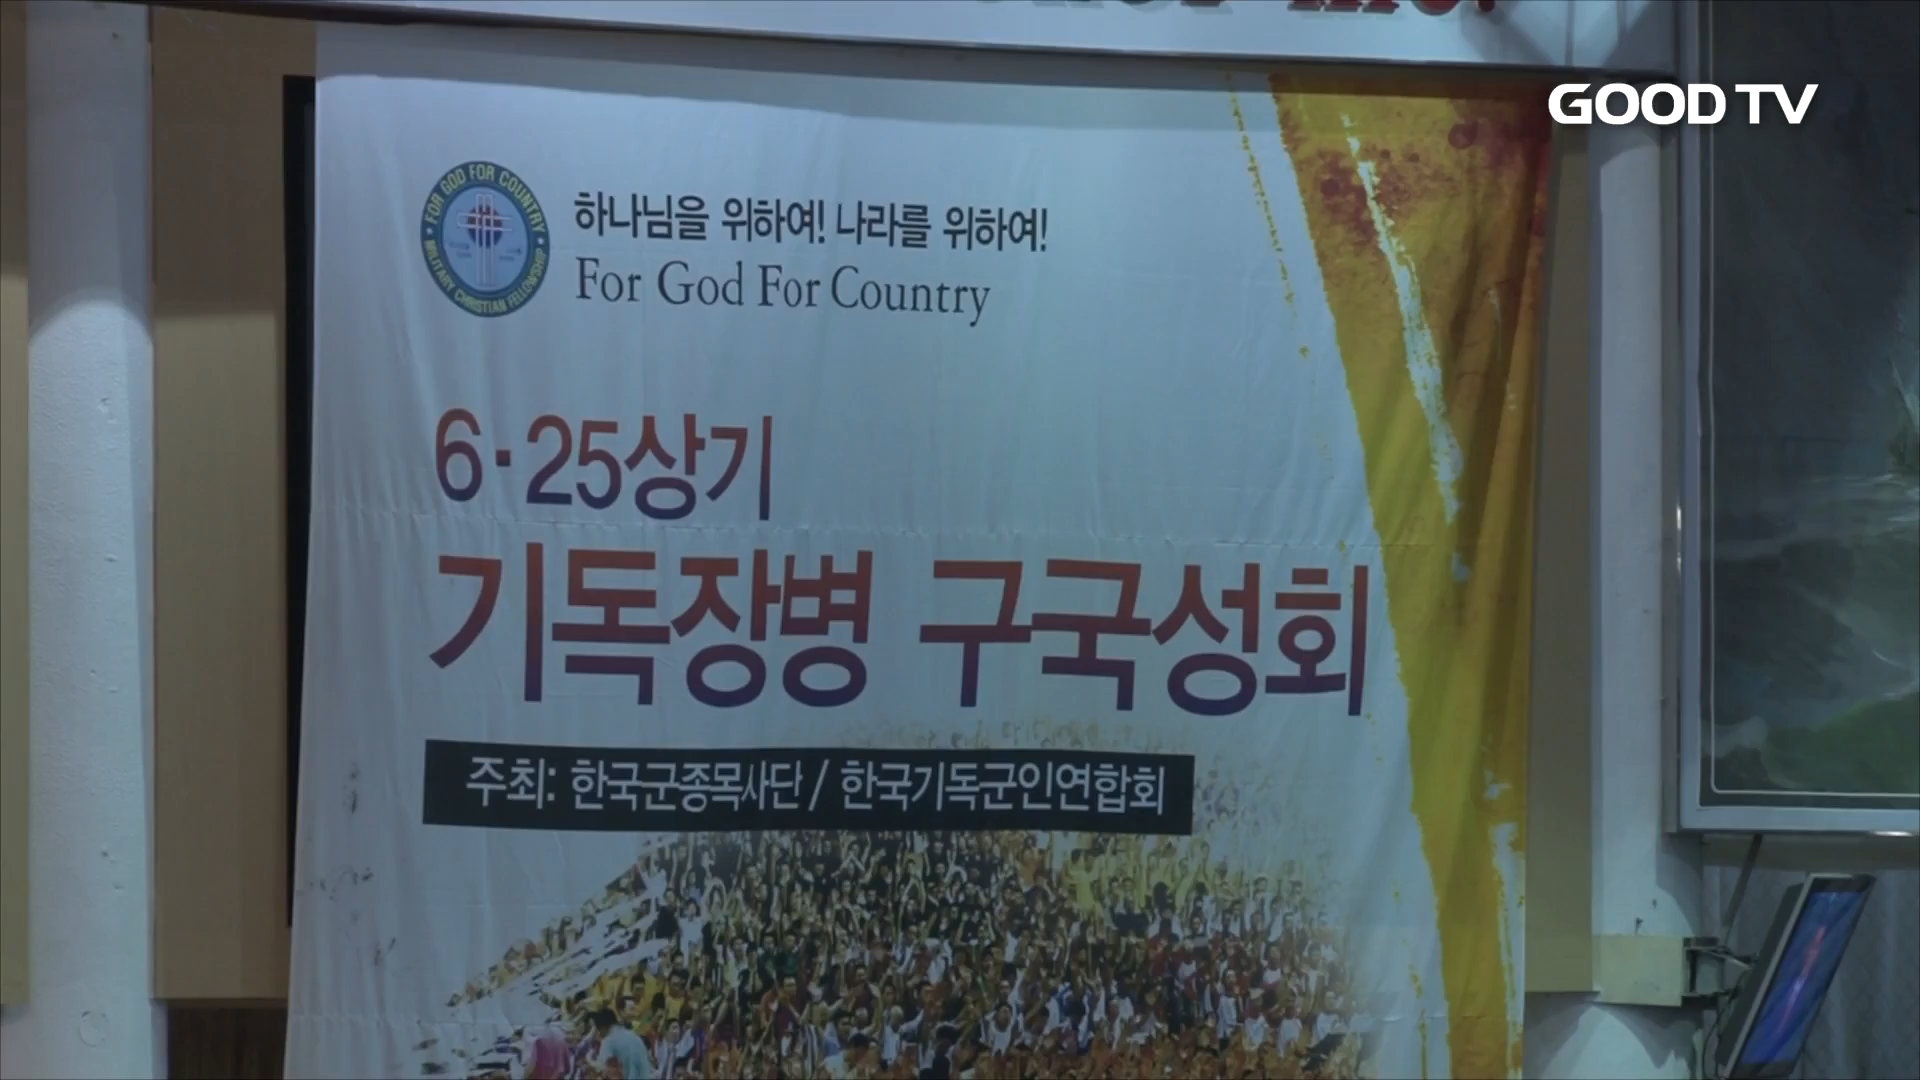 GOOD TV
FOR GOD FOR COUNTRY
MILITARY CHRISTIAN FELLOWSHIP
하나님을 위하여! 나라를 위하여!
For God For Country
6·25상기
기독장병 구국성회
주최: 한국군종목사단 / 한국기독군인연합회